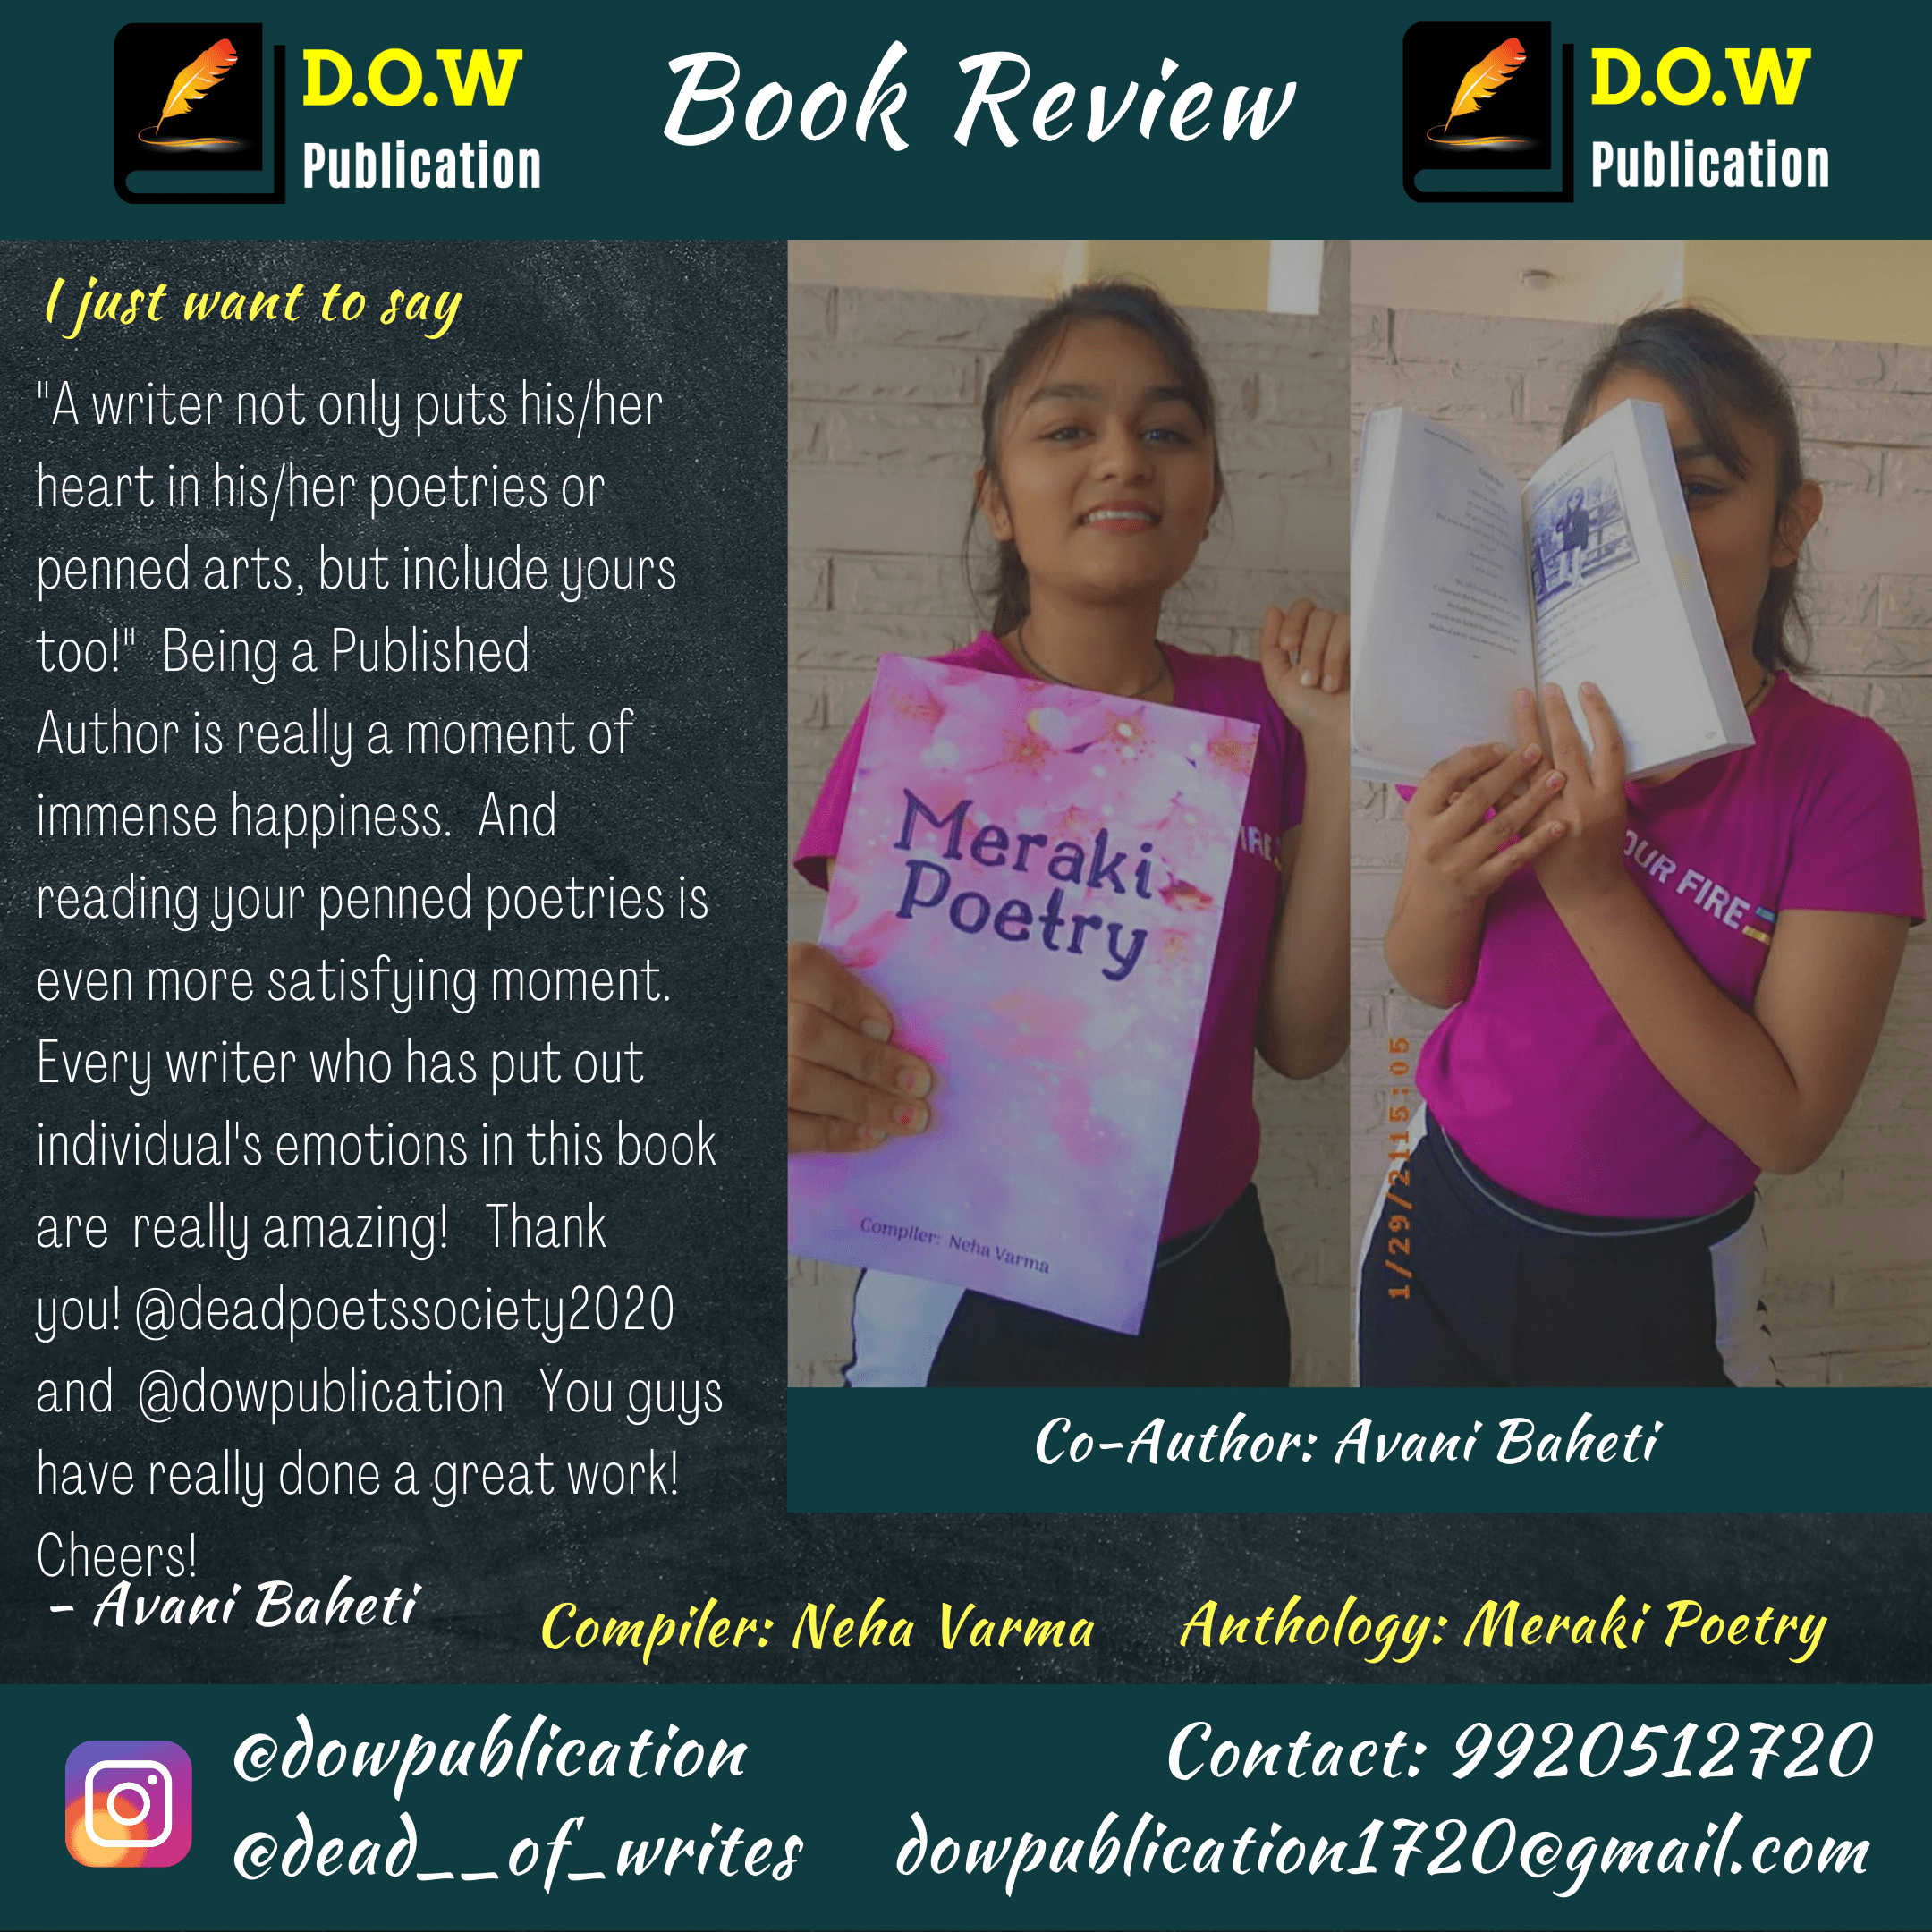 D.O.W
Publication
Book Review
D.O.W
Publication
I just want to say
"A writer not only puts his/her
heart in his/her poetries or
penned arts, but include yours
too!"  Being a Published
Author is really a moment of
immense happiness.  And
reading your penned poetries is
even more satisfying moment.
Every writer who has put out
individual's emotions in this book
are  really amazing!   Thank
you! @deadpoetssociety2020
and  @dowpublication   You guys
have really done a great work!
Cheers!
- Avani Baheti
Meraki
Poetry
Compiler: Neha Varma
IRE
OUR FIRE
1/29/2115:05
Co-Author: Avani Baheti
Compiler: Neha Varma
Anthology: Meraki Poetry
@dowpublication
@dead__of_writes
Contact: 9920512720
dowpublication1720@gmail.com